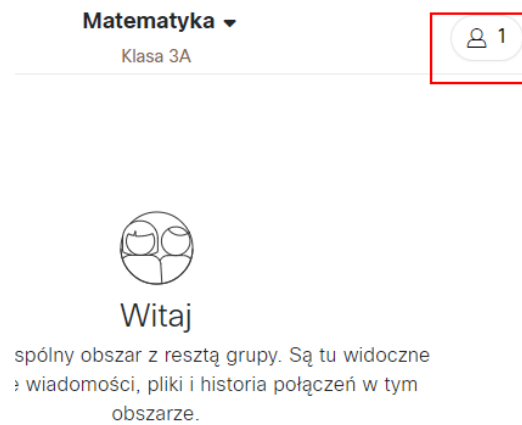 Matematyka
1
Klasa 3A
Witaj
spólny obszar z resztą grupy. Są tu widoczne
wiadomości, pliki i historia połączeń w tym
obszarze.